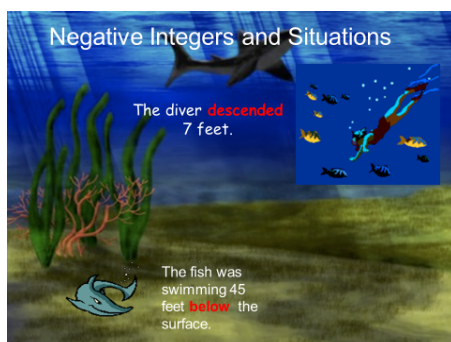 Negative Integers and Situations
The diver descended
7 feet.
The fish was
swimming 45
feet below the
surface.